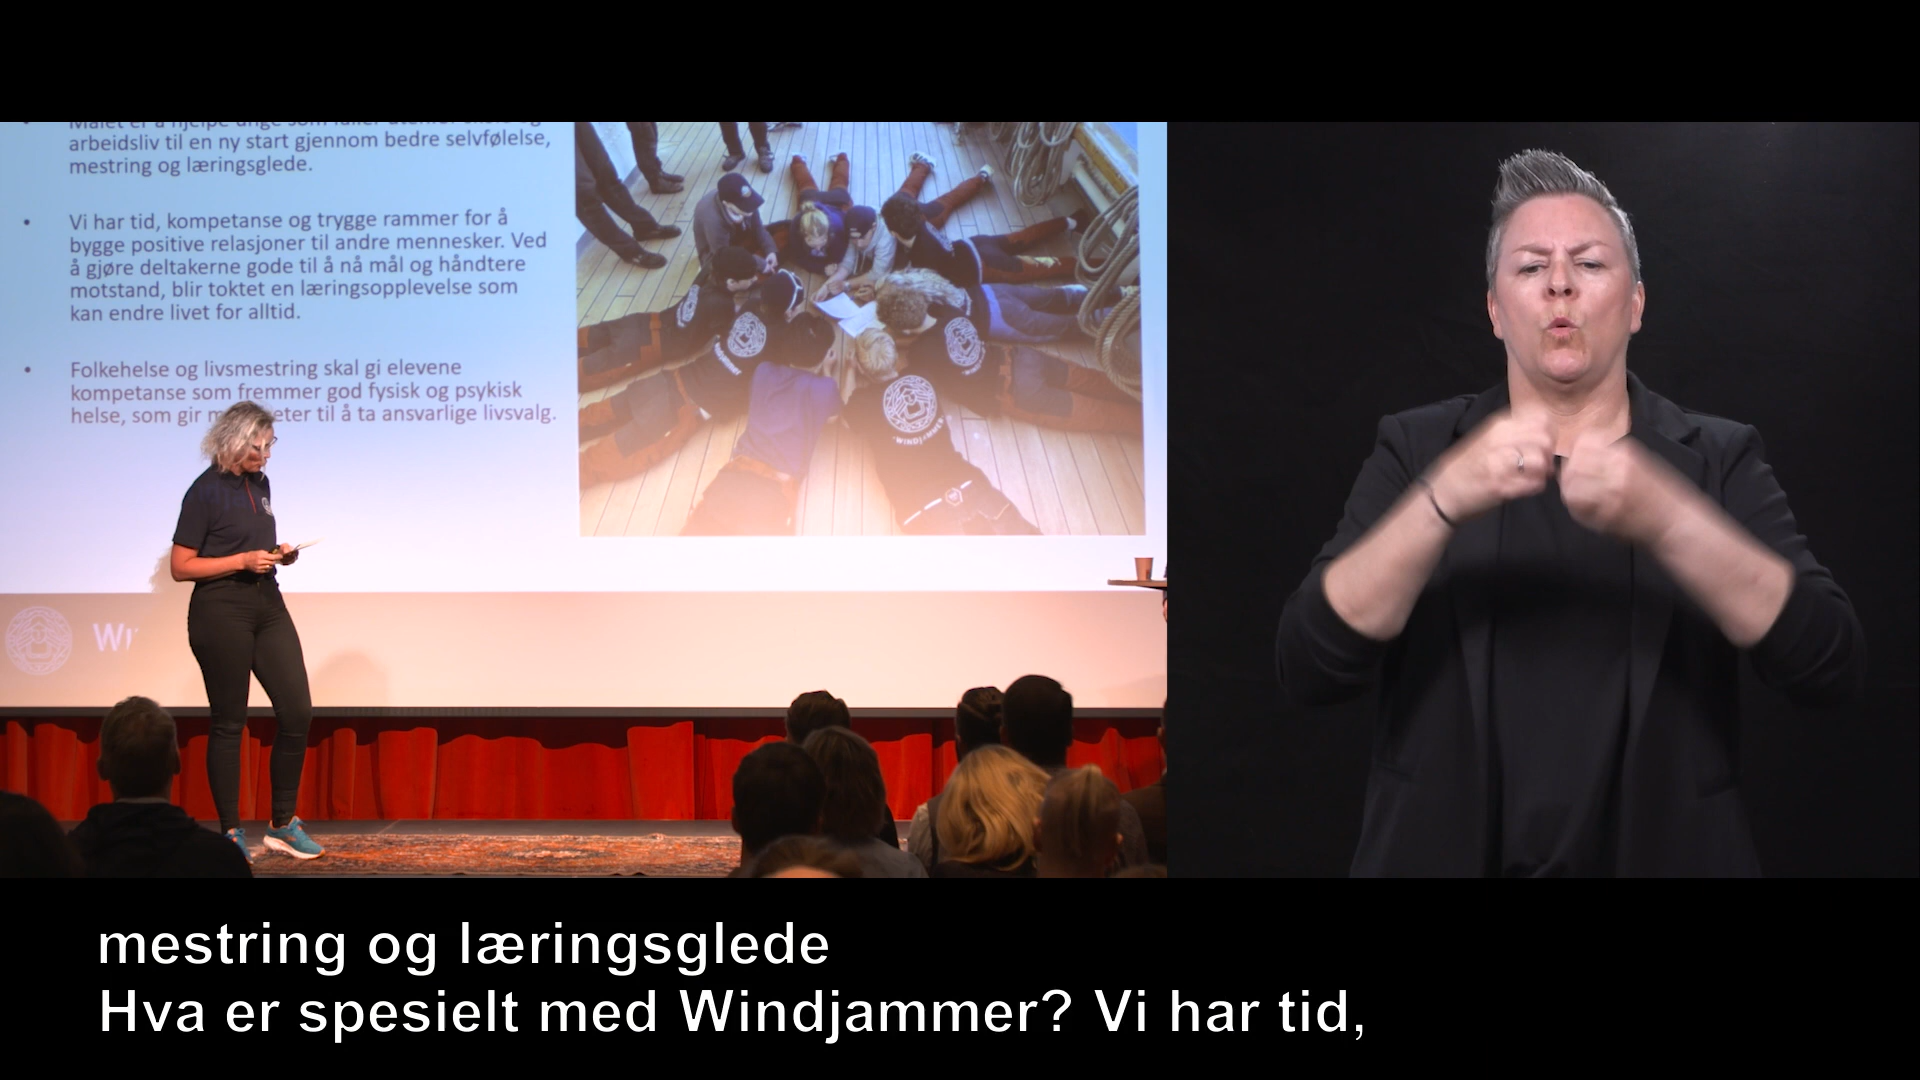 arbeidsliv til en ny start gjennom bedre selvfølelse,
mestring og læringsglede.
• Vi har tid, kompetanse og trygge rammer for å
bygge positive relasjoner til andre mennesker. Ved
å gjøre deltakerne gode til å nå mål og håndtere
motstand, blir toktet en læringsopplevelse som
kan endre livet for alltid.
• Folkehelse og livsmestring skal gi elevene
kompetanse som fremmer god fysisk og psykisk
helse, som gir til å ta ansvarlige livsvalg.
WINDJAMMER
mestring og læringsglede
Hva er spesielt med Windjammer? Vi har tid,